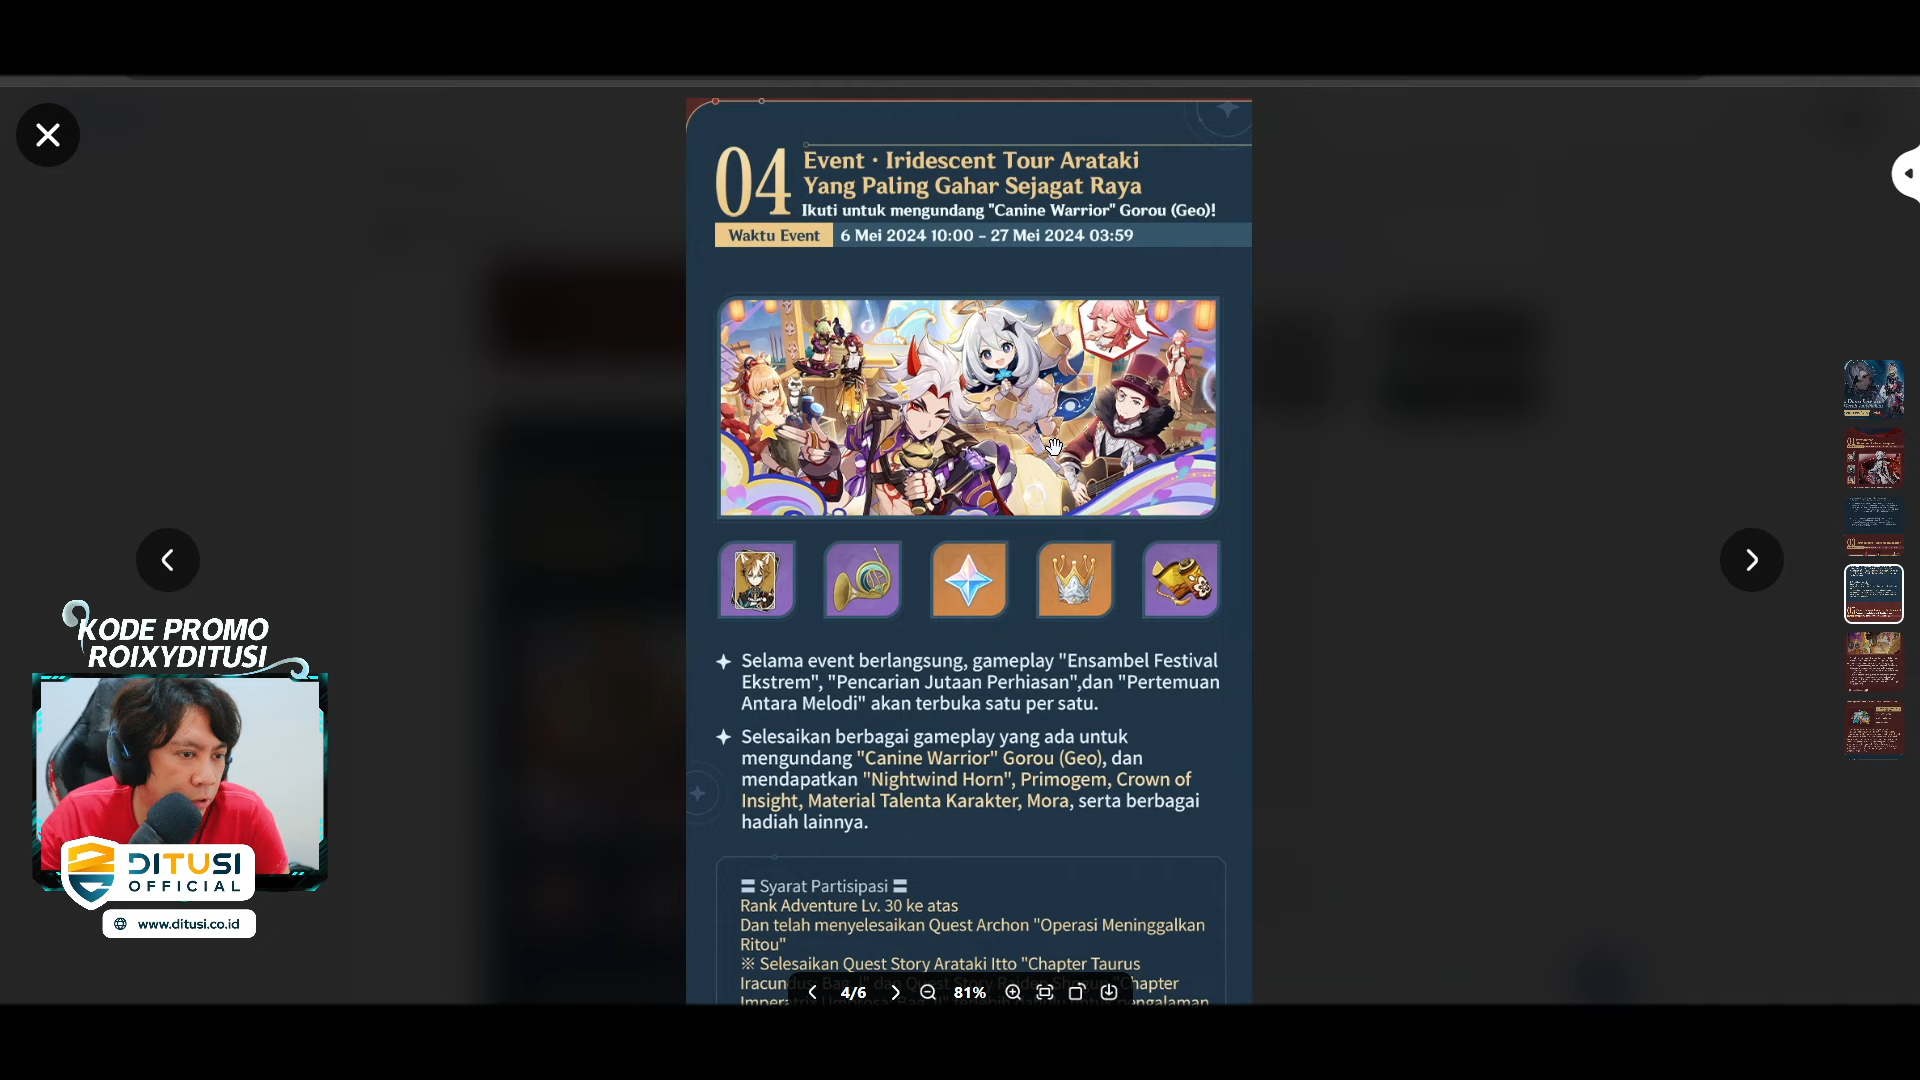 04
Event · Iridescent Tour Arataki
Yang Paling Gahar Sejagat Raya
Ikuti untuk mengundang "Canine Warrior" Gorou (Geo)!
Waktu Event 6 Mei 2024 10:00 – 27 Mei 2024 03:59
Selama event berlangsung, gameplay "Ensambel Festival
Ekstrem", "Pencarian Jutaan Perhiasan",dan "Pertemuan
Antara Melodi" akan terbuka satu per satu.
Selesaikan berbagai gameplay yang ada untuk
mengundang "Canine Warrior" Gorou (Geo), dan
mendapatkan "Nightwind Horn", Primogem, Crown of
Insight, Material Talenta Karakter, Mora, serta berbagai
hadiah lainnya.
〓 Syarat Partisipasi 〓
Rank Adventure Lv. 30 ke atas
Dan telah menyelesaikan Quest Archon "Operasi Meninggalkan
Ritou"
※ Selesaikan Quest Story Arataki Itto "Chapter Taurus
4/6
81%
KODE PROMO
ROIXYDITUSI
DITUSI
OFFICIAL
www.ditusi.co.id